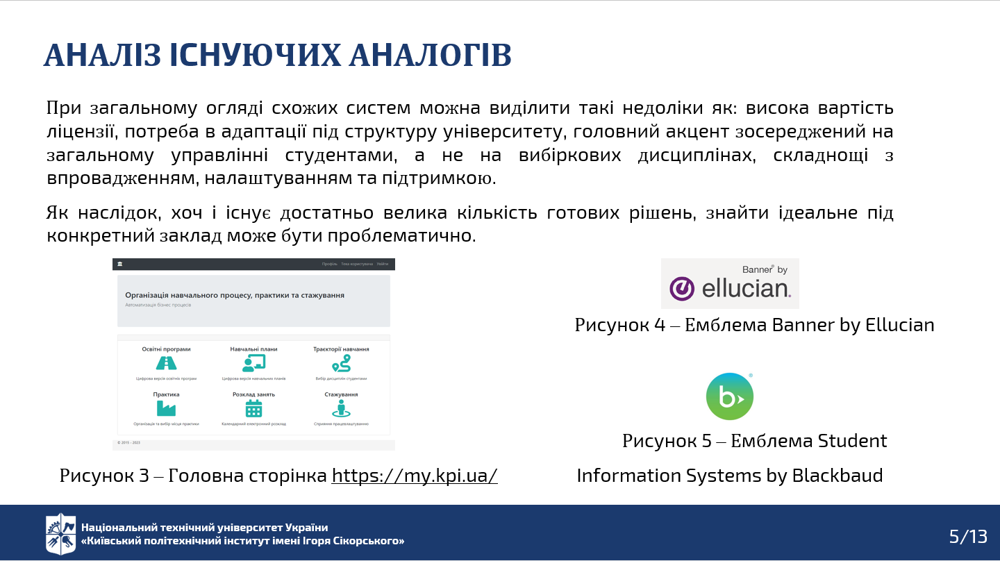 АНАЛІЗ ІСНУЮЧИХ АНАЛОГІВ
При загальному огляді схожих систем можна виділити такі недоліки як: висока вартість
ліцензії, потреба в адаптації під структуру університету, головний акцент зосереджений на
загальному управлінні студентами, а не на вибіркових дисциплінах, складнощі з
впровадженням, налаштуванням та підтримкою.
Як наслідок, хоч і існує достатньо велика кількість готових рішень, знайти ідеальне під
конкретний заклад може бути проблематично.
Профіль Тека користувача Увійти
Організація навчального процесу, практики та стажування
Автоматизація бізнес процесів
Освітні програми Навчальні плани Траєкторії навчання
Цифрова версія освітніх програм Цифрова версія навчальних планів Вибір дисциплін студентами
Практика Розклад занять Стажування
Організація та вибір місця практики Календарний електронний розклад Сприяння працевлаштуванню
© 2015 - 2023
Рисунок 3 – Головна сторінка https://my.kpi.ua/
Banner® by
ellucian.
Рисунок 4 – Емблема Banner by Ellucian
b ®
Рисунок 5 – Емблема Student
Information Systems by Blackbaud
Національний технічний університет України
«Київський політехнічний інститут імені Ігоря Сікорського»
5/13